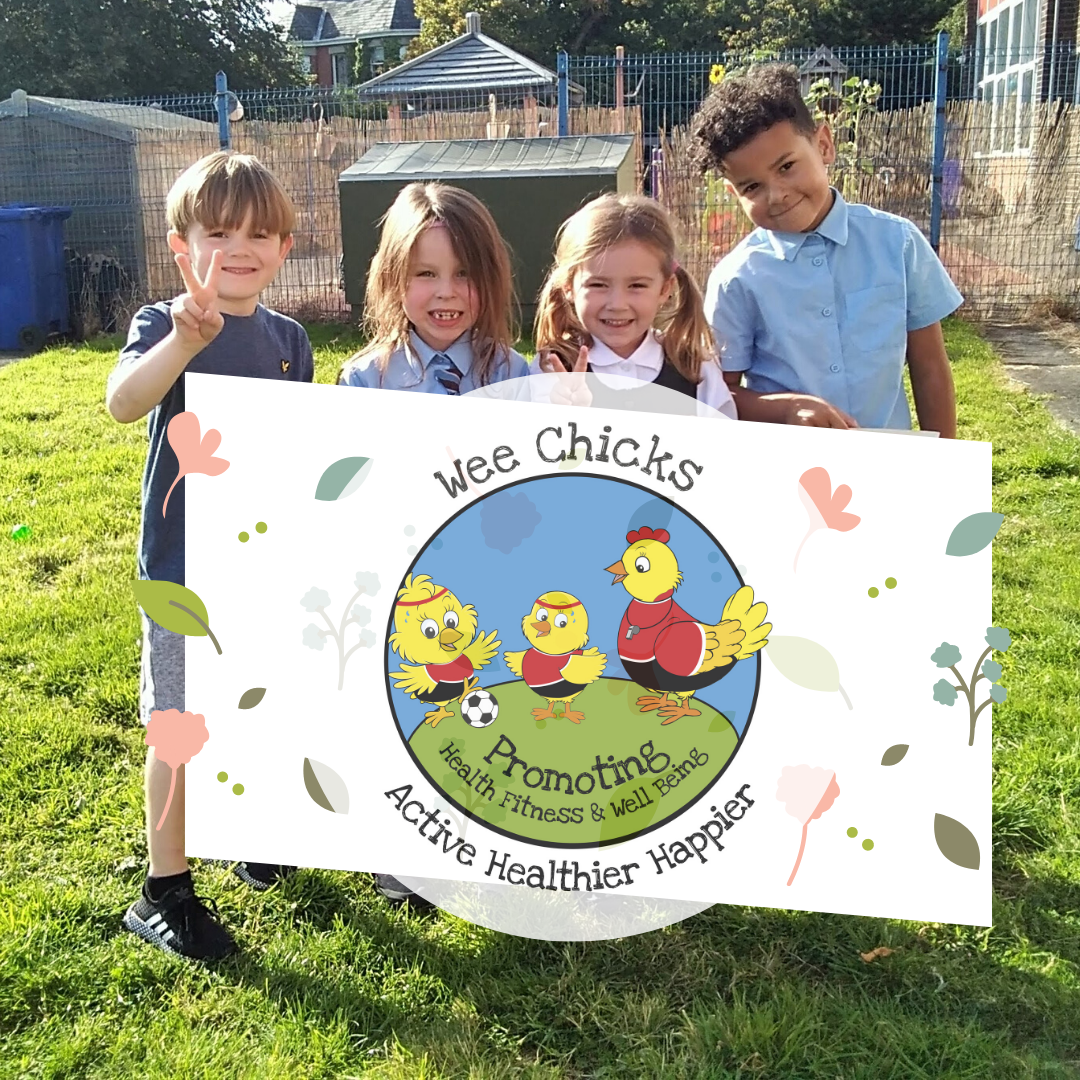 Wee Chicks
Promoting
Health Fitness & Well Being
Active Healthier Happier